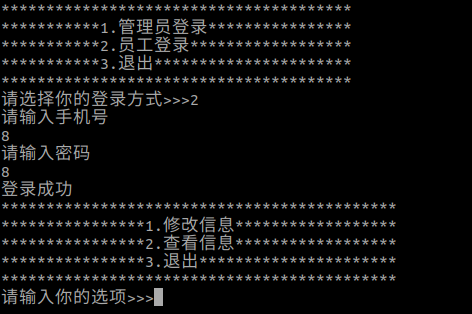 ***************************************
***********1.管理员登录****************
***********2.员工登录******************
***********3.退出**********************
***************************************
请选择你的登录方式>>>2
请输入手机号
8
请输入密码
8
登录成功
********************************************
****************1.修改信息******************
****************2.查看信息******************
****************3.退出**********************
********************************************
请输入你的选项>>>